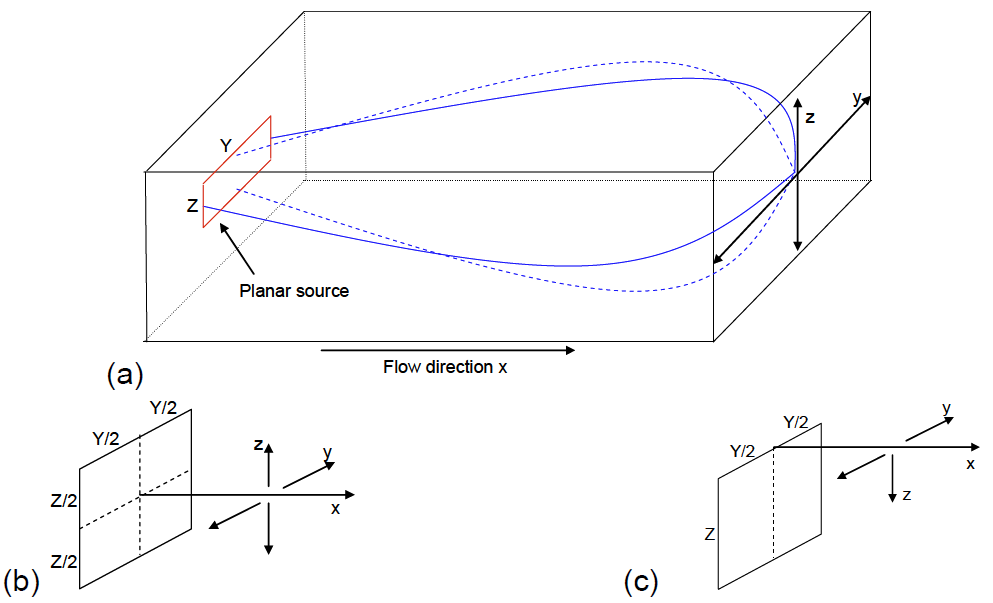 Y
z
y
Z
Planar source
Flow direction x
(a)
Y/2
Y/2
z
y
Z/2
x
Z/2
(b)
y
Y/2
Y/2
x
z
Z
(c)